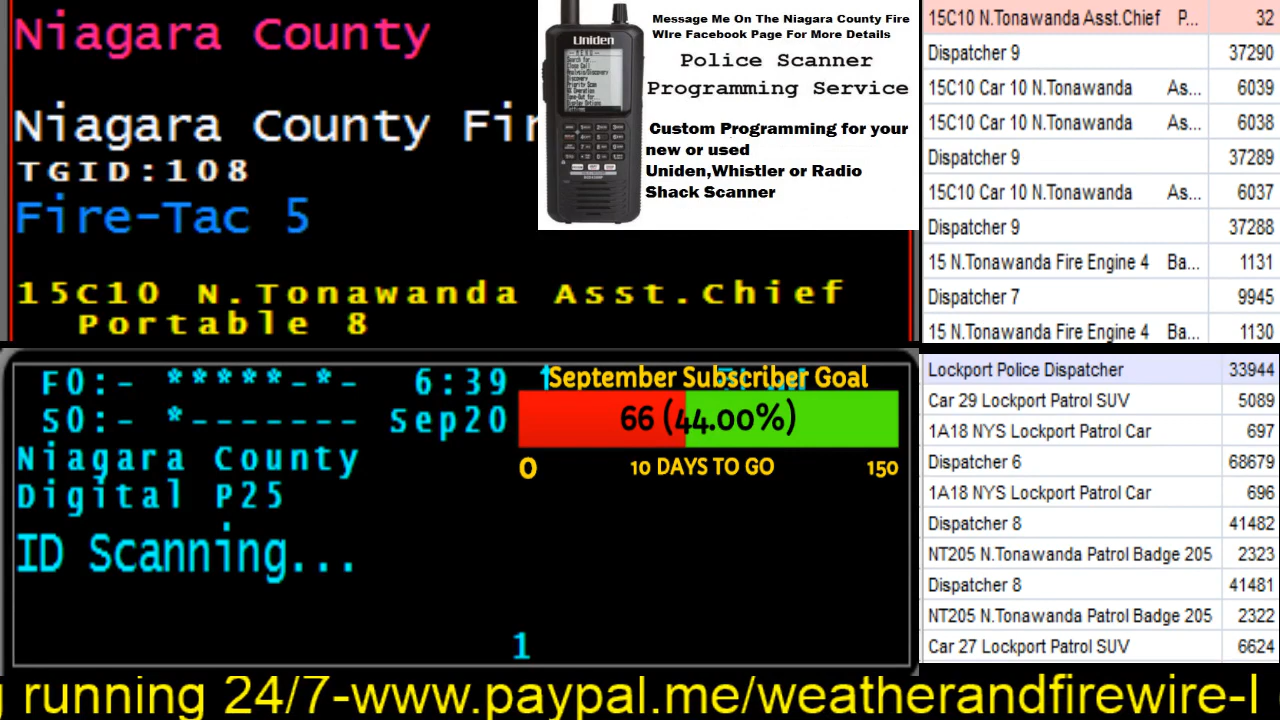 Niagara County
Niagara County Fir
TGID:108
Fire-Tac 5
15C10 N.Tonawanda Asst.Chief
Portable 8
Uniden
Message Me On The Niagara County Fire
WIre Facebook Page For More Details
Police Scanner
Programming Service
Custom Programming for your
new or used
Uniden,Whistler or Radio
Shack Scanner
15C10 N.Tonawanda Asst.Chief P... 32
Dispatcher 9 37290
15C10 Car 10 N.Tonawanda As... 6039
15C10 Car 10 N.Tonawanda As... 6038
Dispatcher 9 37289
15C10 Car 10 N.Tonawanda As... 6037
Dispatcher 9 37288
15 N.Tonawanda Fire Engine 4 Ba... 1131
Dispatcher 7 9945
15 N.Tonawanda Fire Engine 4 Ba... 1130
F0:- *****-*- 6:39
S0:- *------- Sep20
Niagara County
Digital P25
ID Scanning...
1
September Subscriber Goal
66 (44.00%)
0 10 DAYS TO GO 150
Lockport Police Dispatcher 33944
Car 29 Lockport Patrol SUV 5089
1A18 NYS Lockport Patrol Car 697
Dispatcher 6 68679
1A18 NYS Lockport Patrol Car 696
Dispatcher 8 41482
NT205 N.Tonawanda Patrol Badge 205 2323
Dispatcher 8 41481
NT205 N.Tonawanda Patrol Badge 205 2322
Car 27 Lockport Patrol SUV 6624
g running 24/7-www.paypal.me/weatherandfirewire-l